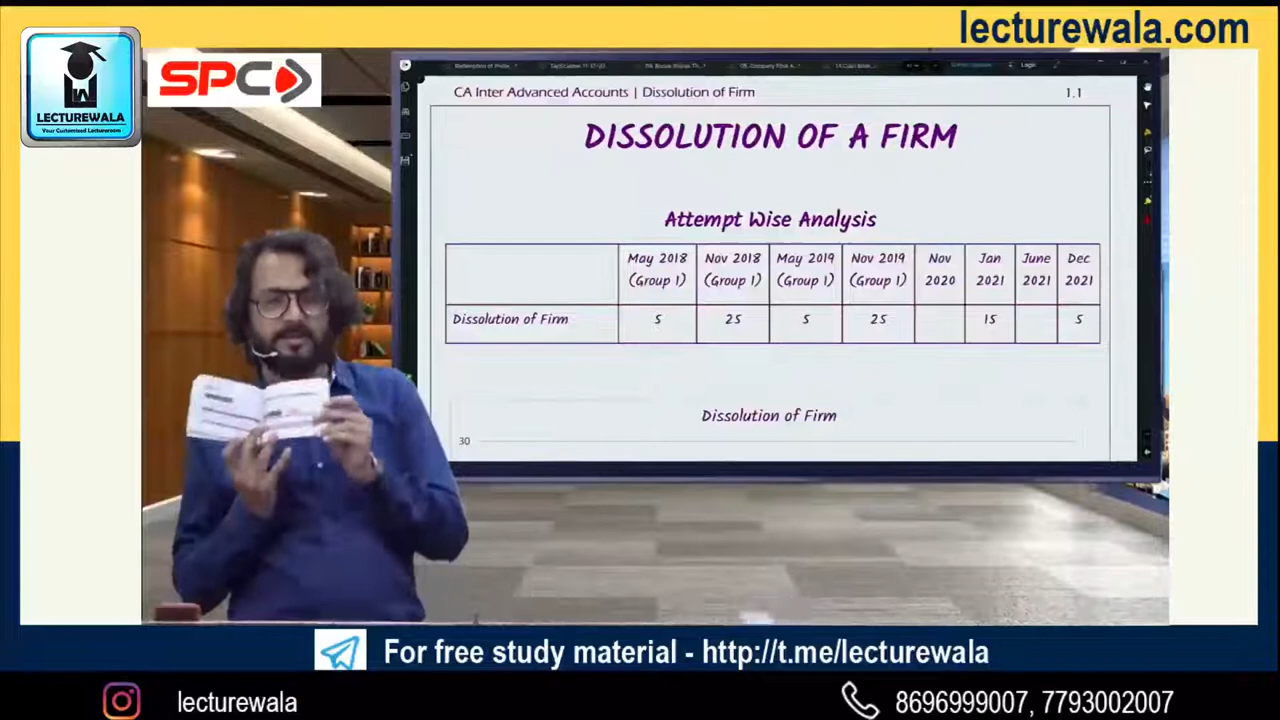 lecturewala.com
LECTUREWALA
Your Customised Lectureroom
SPC
CA Inter Advanced Accounts | Dissolution of Firm 1.1
DISSOLUTION OF A FIRM
Attempt Wise Analysis
May 2018 (Group 1) Nov 2018 (Group 1) May 2019 (Group 1) Nov 2019 (Group 1) Nov 2020 Jan 2021 June 2021 Dec 2021
Dissolution of Firm 5 25 5 25 15 5
Dissolution of Firm
30
For free study material - http://t.me/lecturewala
lecturewala 8696999007, 7793002007